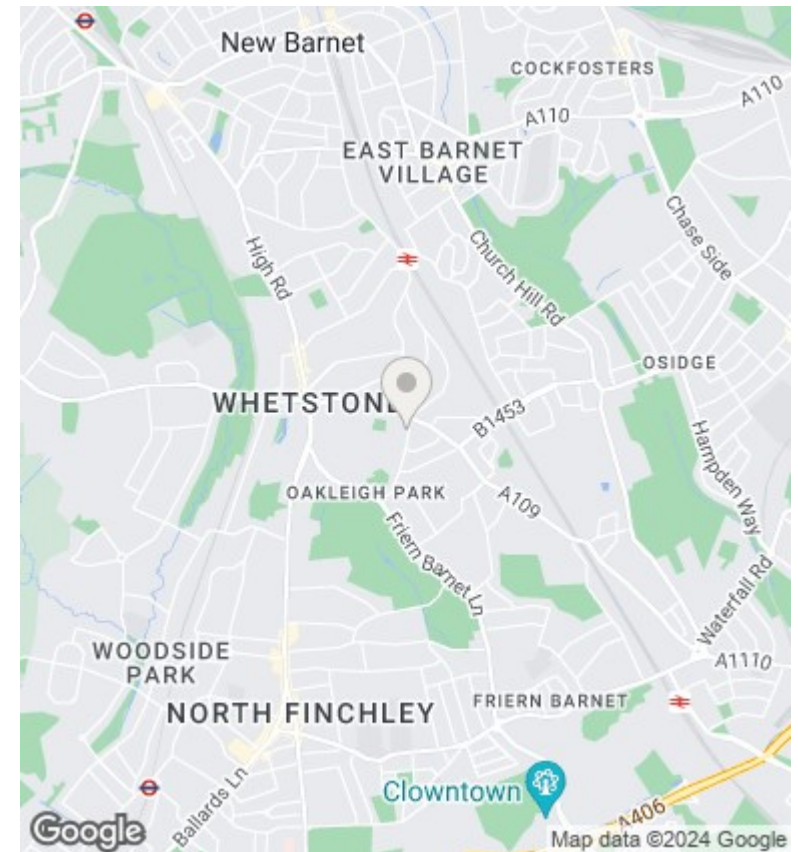 New Barnet
COCKFOSTERS
A110
A110
EAST BARNET
VILLAGE
Chase Side
High Rd
Church Hill Rd
OSIDGE
WHETSTONE
B1453
Hampden Way
OAKLEIGH PARK
A109
Friern Barnet Ln
Waterfall Rd
WOODSIDE
PARK
A1110
FRIERN BARNET
NORTH FINCHLEY
Clowntown
Ballards Ln
A406
Google
Map data ©2024 Google